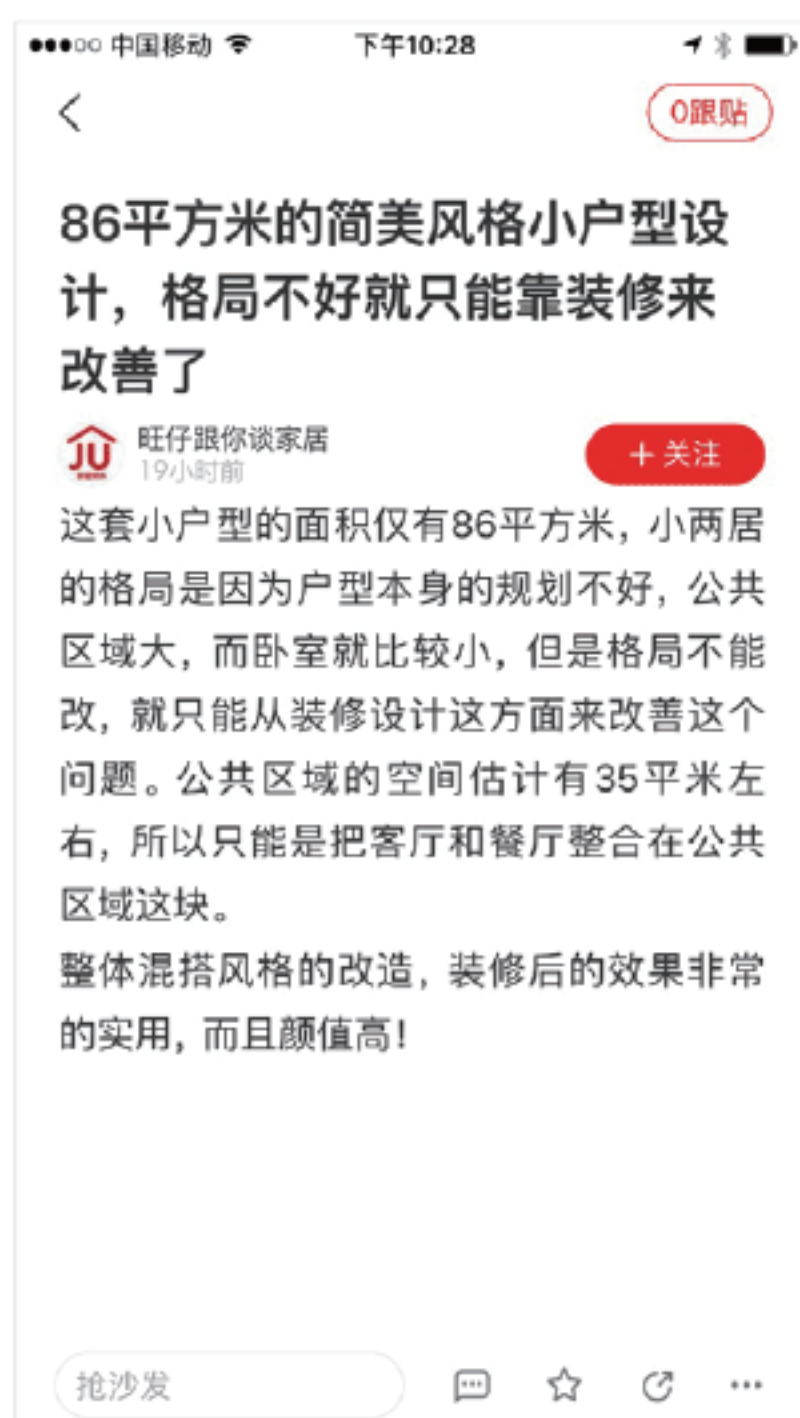 中国移动 下午10:28
0跟贴
86平方米的简美风格小户型设
计，格局不好就只能靠装修来
改善了
JU 旺仔跟你谈家居
19小时前
+ 关注
这套小户型的面积仅有86平方米，小两居
的格局是因为户型本身的规划不好，公共
区域大，而卧室就比较小，但是格局不能
改，就只能从装修设计这方面来改善这个
问题。公共区域的空间估计有35平米左
右，所以只能是把客厅和餐厅整合在公共
区域这块。
整体混搭风格的改造，装修后的效果非常
的实用，而且颜值高！
抢沙发